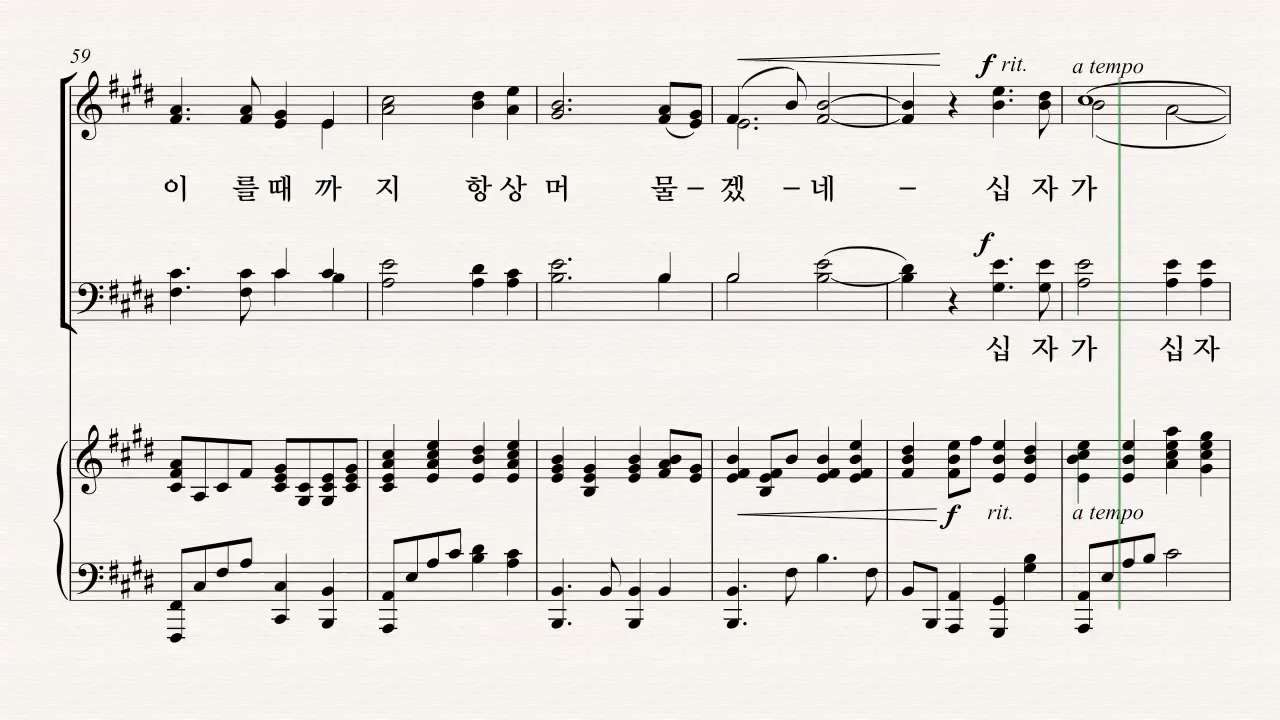 59
f rit. a tempo
이 를 때 까 지 항 상 머 물 – 겠 – 네 – 십 자 가
f
십 자 가 십 자
f rit. a tempo